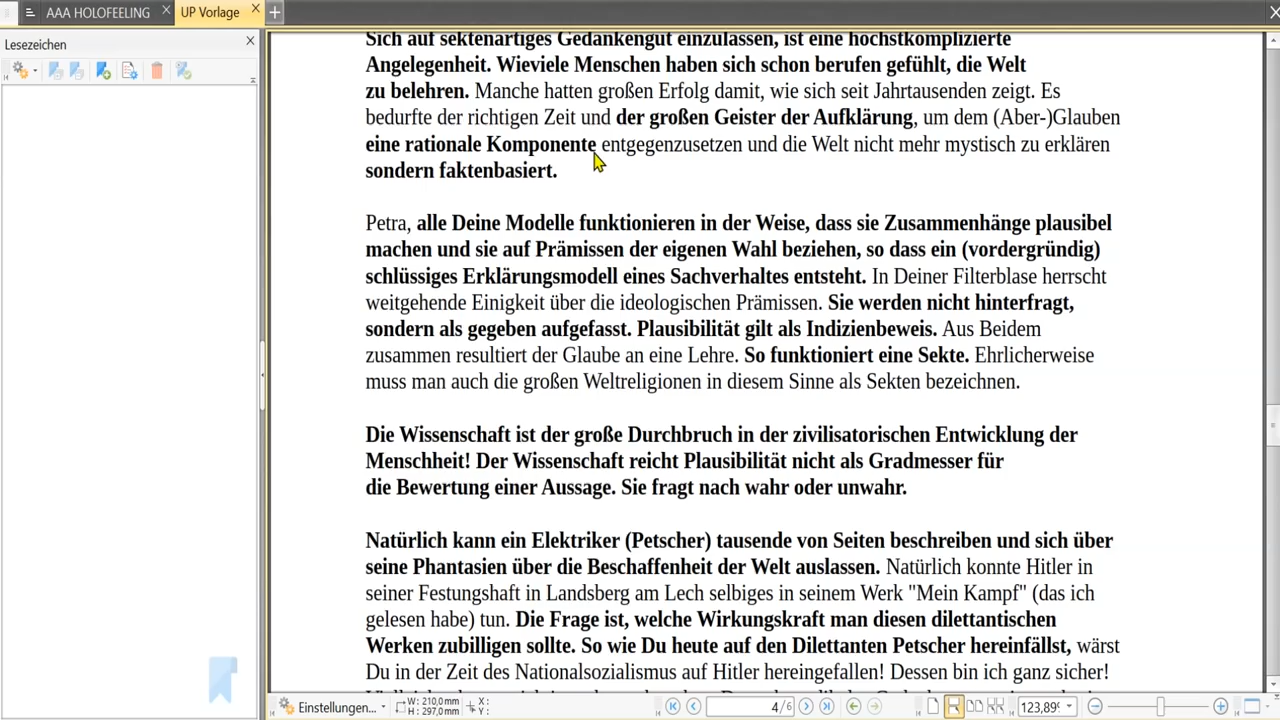 AAA HOLOFEELING
UP Vorlage
Lesezeichen
Sich auf sektenartiges Gedankengut einzulassen, ist eine höchstkomplizierte
Angelegenheit. Wieviele Menschen haben sich schon berufen gefühlt, die Welt
zu belehren. Manche hatten großen Erfolg damit, wie sich seit Jahrtausenden zeigt. Es
bedurfte der richtigen Zeit und der großen Geister der Aufklärung, um dem (Aber-)Glauben
eine rationale Komponente entgegenzusetzen und die Welt nicht mehr mystisch zu erklären
sondern faktenbasiert.
Petra, alle Deine Modelle funktionieren in der Weise, dass sie Zusammenhänge plausibel
machen und sie auf Prämissen der eigenen Wahl beziehen, so dass ein (vordergründig)
schlüssiges Erklärungsmodell eines Sachverhaltes entsteht. In Deiner Filterblase herrscht
weitgehende Einigkeit über die ideologischen Prämissen. Sie werden nicht hinterfragt,
sondern als gegeben aufgefasst. Plausibilität gilt als Indizienbeweis. Aus Beidem
zusammen resultiert der Glaube an eine Lehre. So funktioniert eine Sekte. Ehrlicherweise
muss man auch die großen Weltreligionen in diesem Sinne als Sekten bezeichnen.
Die Wissenschaft ist der große Durchbruch in der zivilisatorischen Entwicklung der
Menschheit! Der Wissenschaft reicht Plausibilität nicht als Gradmesser für
die Bewertung einer Aussage. Sie fragt nach wahr oder unwahr.
Natürlich kann ein Elektriker (Petscher) tausende von Seiten beschreiben und sich über
seine Phantasien über die Beschaffenheit der Welt auslassen. Natürlich konnte Hitler in
seiner Festungshaft in Landsberg am Lech selbiges in seinem Werk "Mein Kampf" (das ich
gelesen habe) tun. Die Frage ist, welche Wirkungskraft man diesen dilettantischen
Werken zubilligen sollte. So wie Du heute auf den Dilettanten Petscher hereinfällst, wärst
Du in der Zeit des Nationalsozialismus auf Hitler hereingefallen! Dessen bin ich ganz sicher!
Einstellungen...
W: 210,0mm
H: 297,0mm
X:
Y:
4/6
123,89%